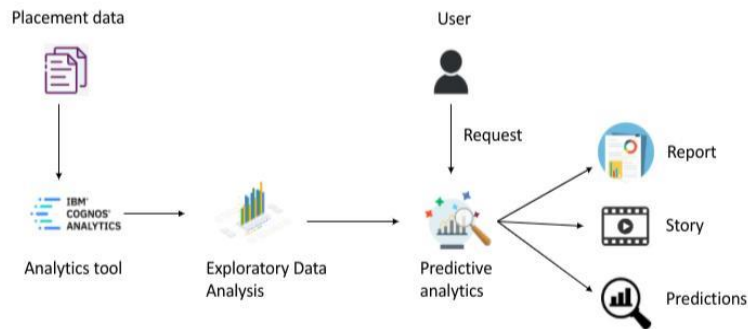 Placement data
User
Request
Report
IBM'
COGNOS'
ANALYTICS
Story
Analytics tool
Exploratory Data
Analysis
Predictive
analytics
Predictions